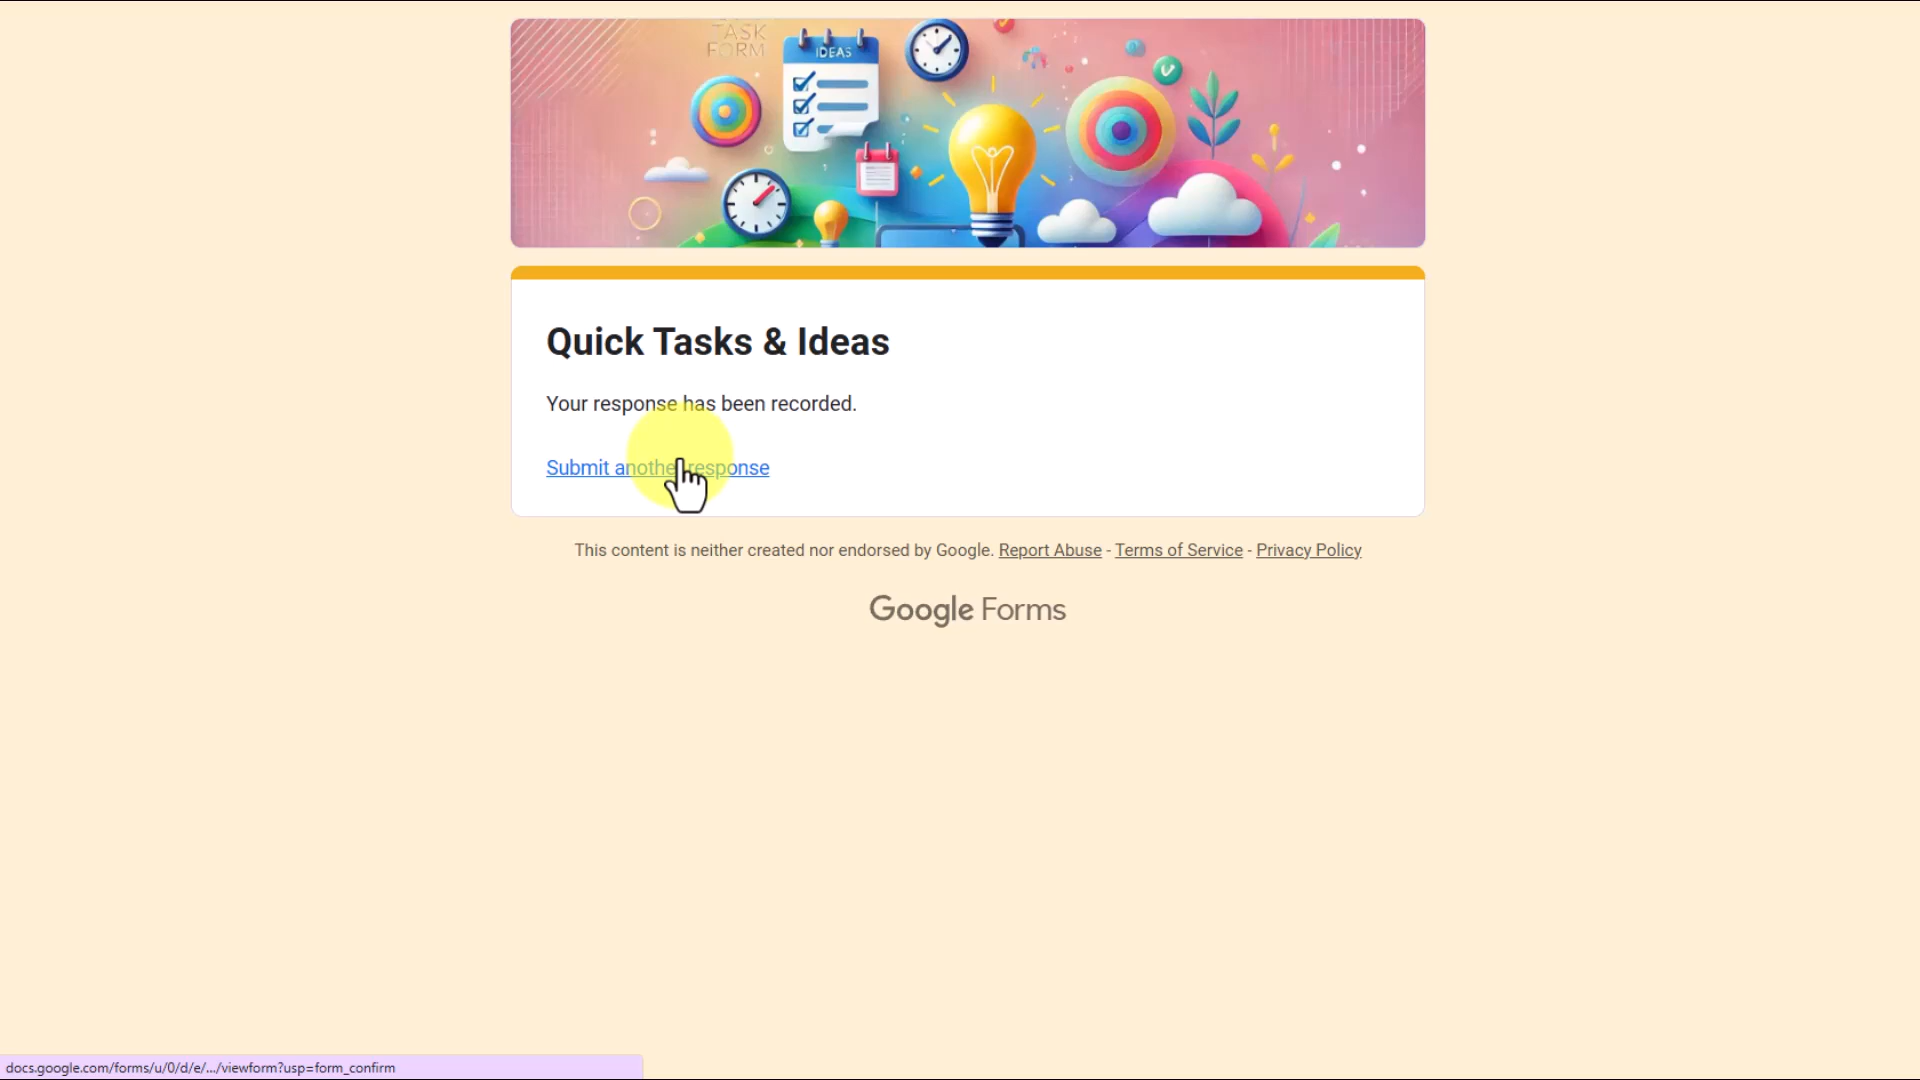 TASK
FORM
IDEAS
Quick Tasks & Ideas
Your response has been recorded.
Submit another response
This content is neither created nor endorsed by Google. Report Abuse - Terms of Service - Privacy Policy
Google Forms
docs.google.com/forms/u/0/d/e/.../viewform?usp=form_confirm